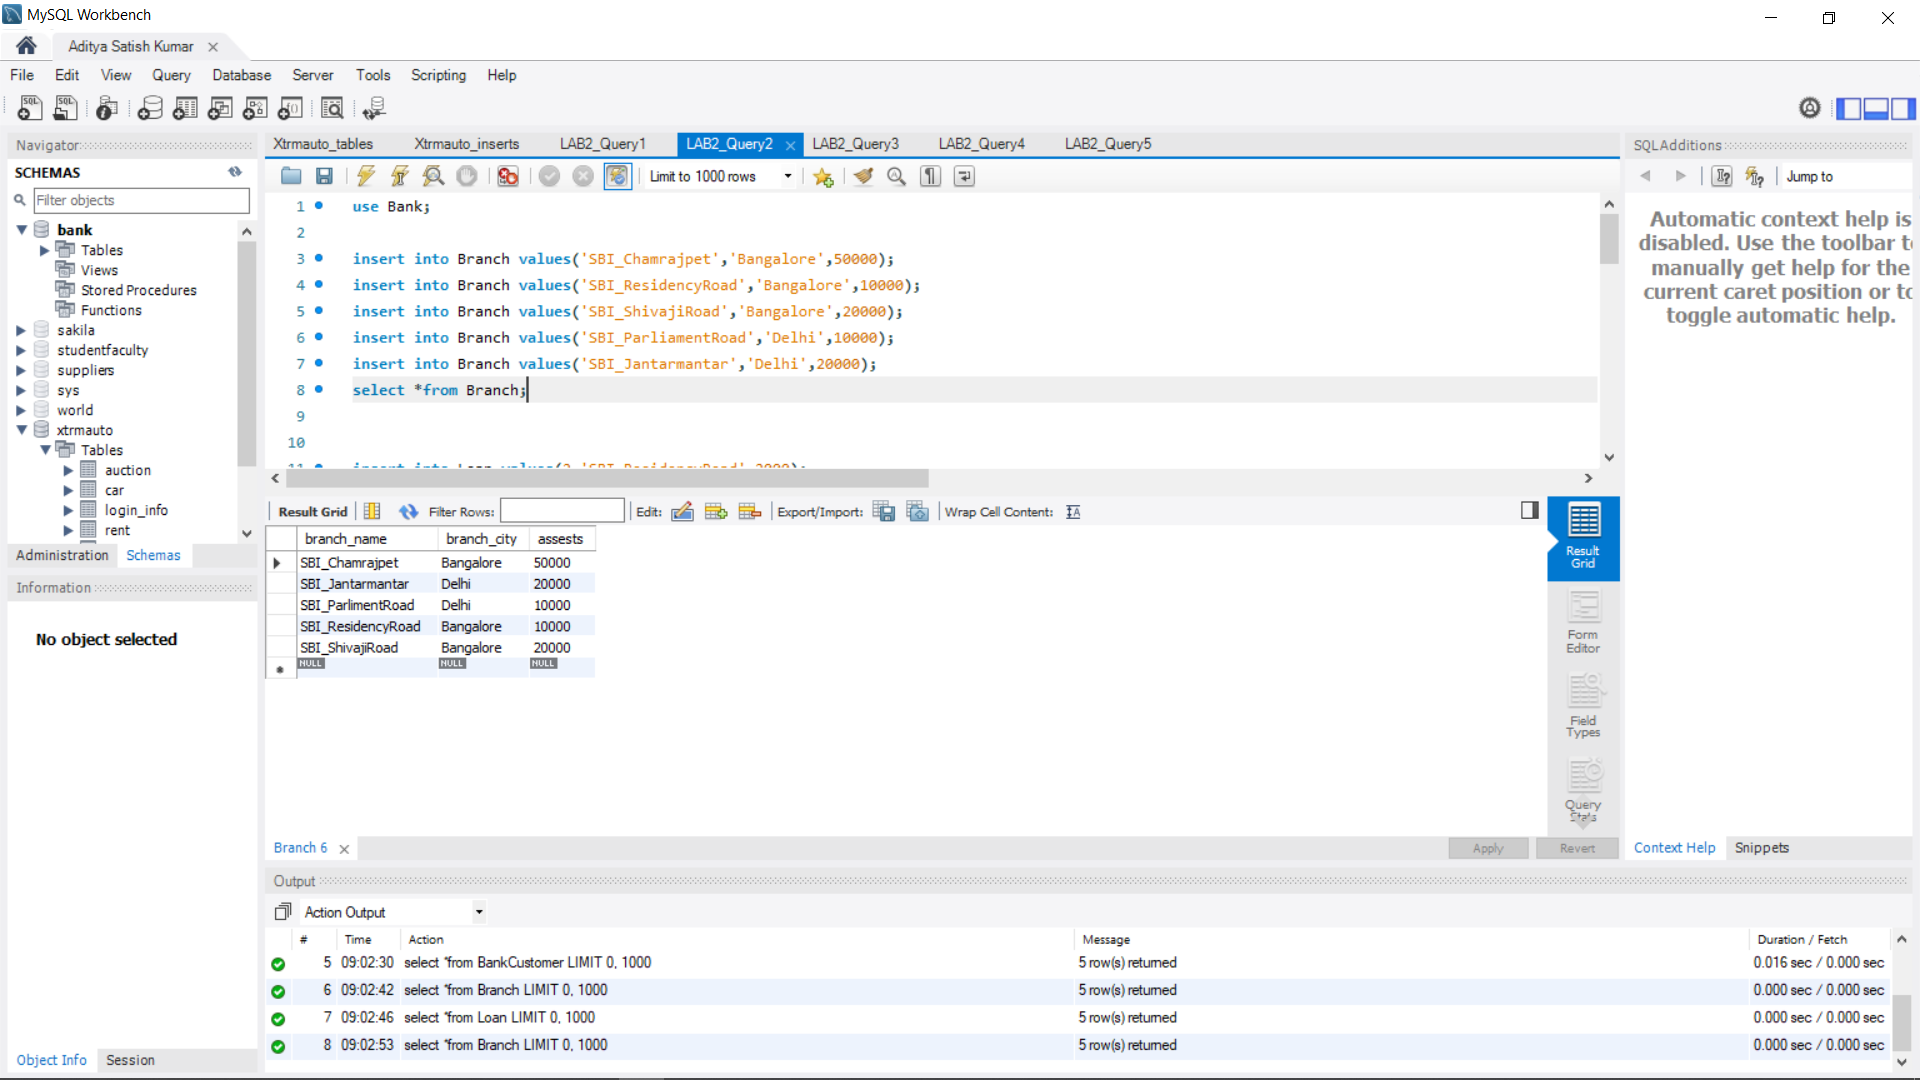 MySQL Workbench
Aditya Satish Kumar
File Edit View Query Database Server Tools Scripting Help
Navigator
SCHEMAS
Filter objects
bank
Tables
Views
Stored Procedures
Functions
sakila
studentfaculty
suppliers
sys
world
xtrmauto
Tables
auction
car
login_info
rent
Administration Schemas
Information
No object selected
Object Info Session
Xtrmauto_tables Xtrmauto_inserts LAB2_Query1 LAB2_Query2 LAB2_Query3 LAB2_Query4 LAB2_Query5
Limit to 1000 rows
1 use Bank;
2
3 insert into Branch values('SBI_Chamrajpet','Bangalore',50000);
4 insert into Branch values('SBI_ResidencyRoad','Bangalore',10000);
5 insert into Branch values('SBI_ShivajiRoad','Bangalore',20000);
6 insert into Branch values('SBI_ParliamentRoad','Delhi',10000);
7 insert into Branch values('SBI_Jantarmantar','Delhi',20000);
8 select *from Branch;
9
10
11 insert into Loan values(2,'SBI_ResidencyRoad',2000);
Result Grid Filter Rows: Edit: Export/Import: Wrap Cell Content:
branch_name branch_city assests
SBI_Chamrajpet Bangalore 50000
SBI_Jantarmantar Delhi 20000
SBI_ParlimentRoad Delhi 10000
SBI_ResidencyRoad Bangalore 10000
SBI_ShivajiRoad Bangalore 20000
NULL NULL NULL
Result Grid
Form Editor
Field Types
Query Stats
Branch 6
Apply Revert
SQLAdditions
Jump to
Automatic context help is
disabled. Use the toolbar to
manually get help for the
current caret position or to
toggle automatic help.
Context Help Snippets
Output
Action Output
# Time Action Message Duration / Fetch
5 09:02:30 select *from BankCustomer LIMIT 0, 1000 5 row(s) returned 0.016 sec / 0.000 sec
6 09:02:42 select *from Branch LIMIT 0, 1000 5 row(s) returned 0.000 sec / 0.000 sec
7 09:02:46 select *from Loan LIMIT 0, 1000 5 row(s) returned 0.000 sec / 0.000 sec
8 09:02:53 select *from Branch LIMIT 0, 1000 5 row(s) returned 0.000 sec / 0.000 sec